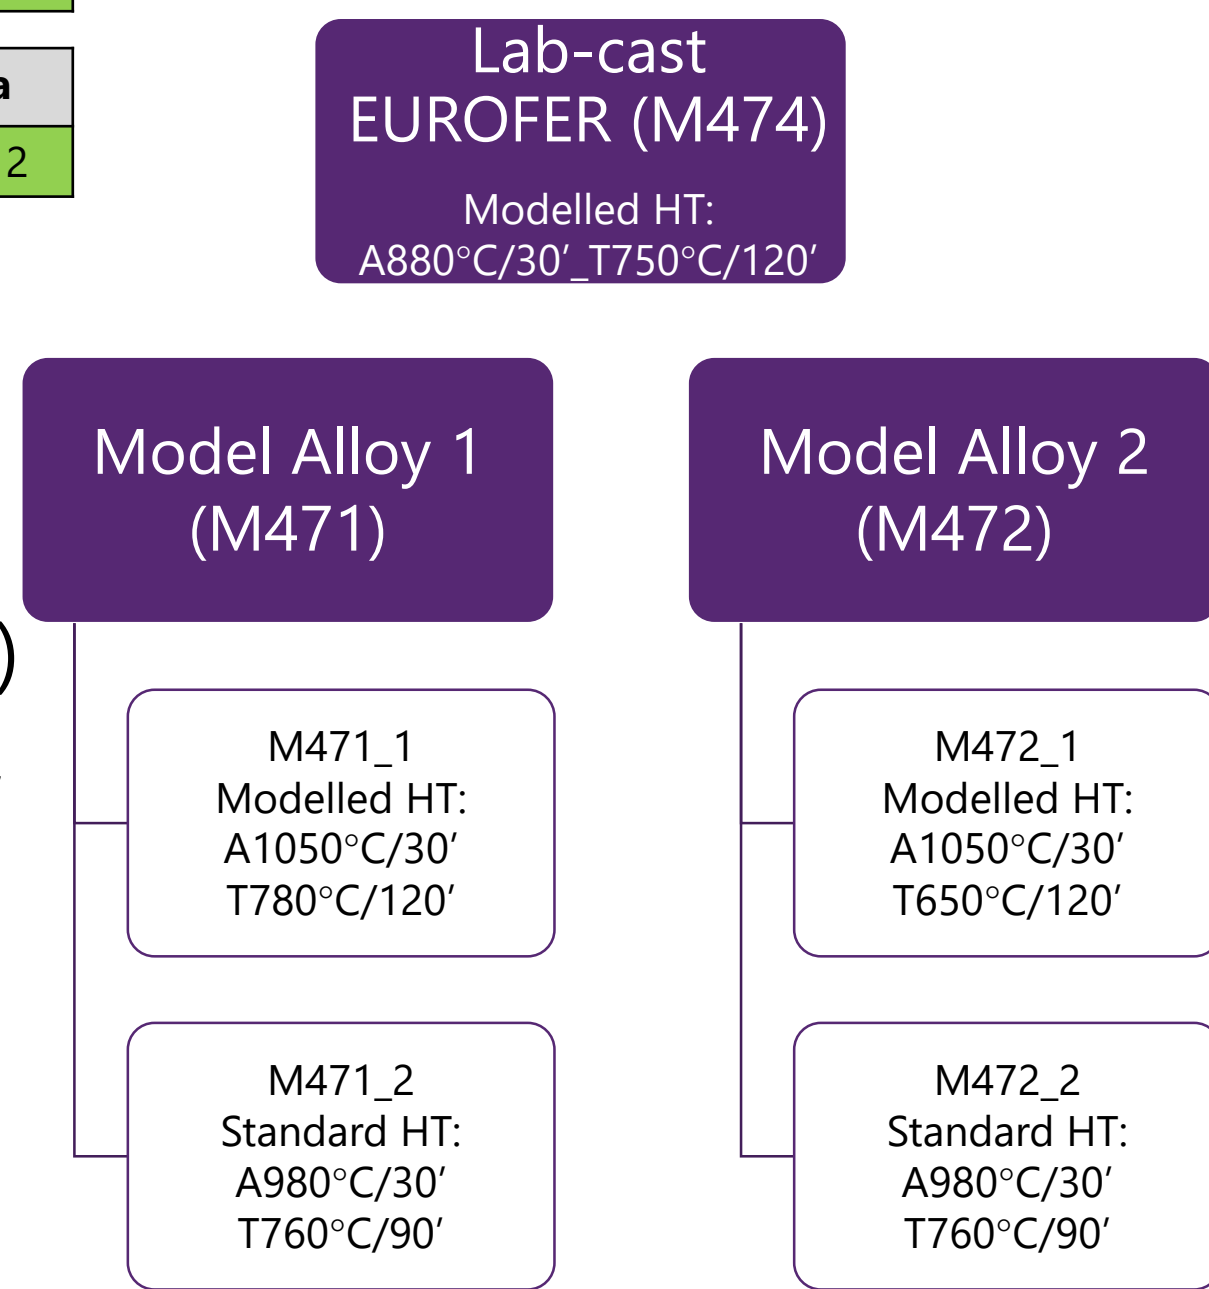 a
2
Lab-cast
EUROFER (M474)
Modelled HT:
A880°C/30′_T750°C/120′
Model Alloy 1
(M471)
Model Alloy 2
(M472)
)
M471_1
Modelled HT:
A1050°C/30′
T780°C/120′
M472_1
Modelled HT:
A1050°C/30′
T650°C/120′
M471_2
Standard HT:
A980°C/30′
T760°C/90′
M472_2
Standard HT:
A980°C/30′
T760°C/90′